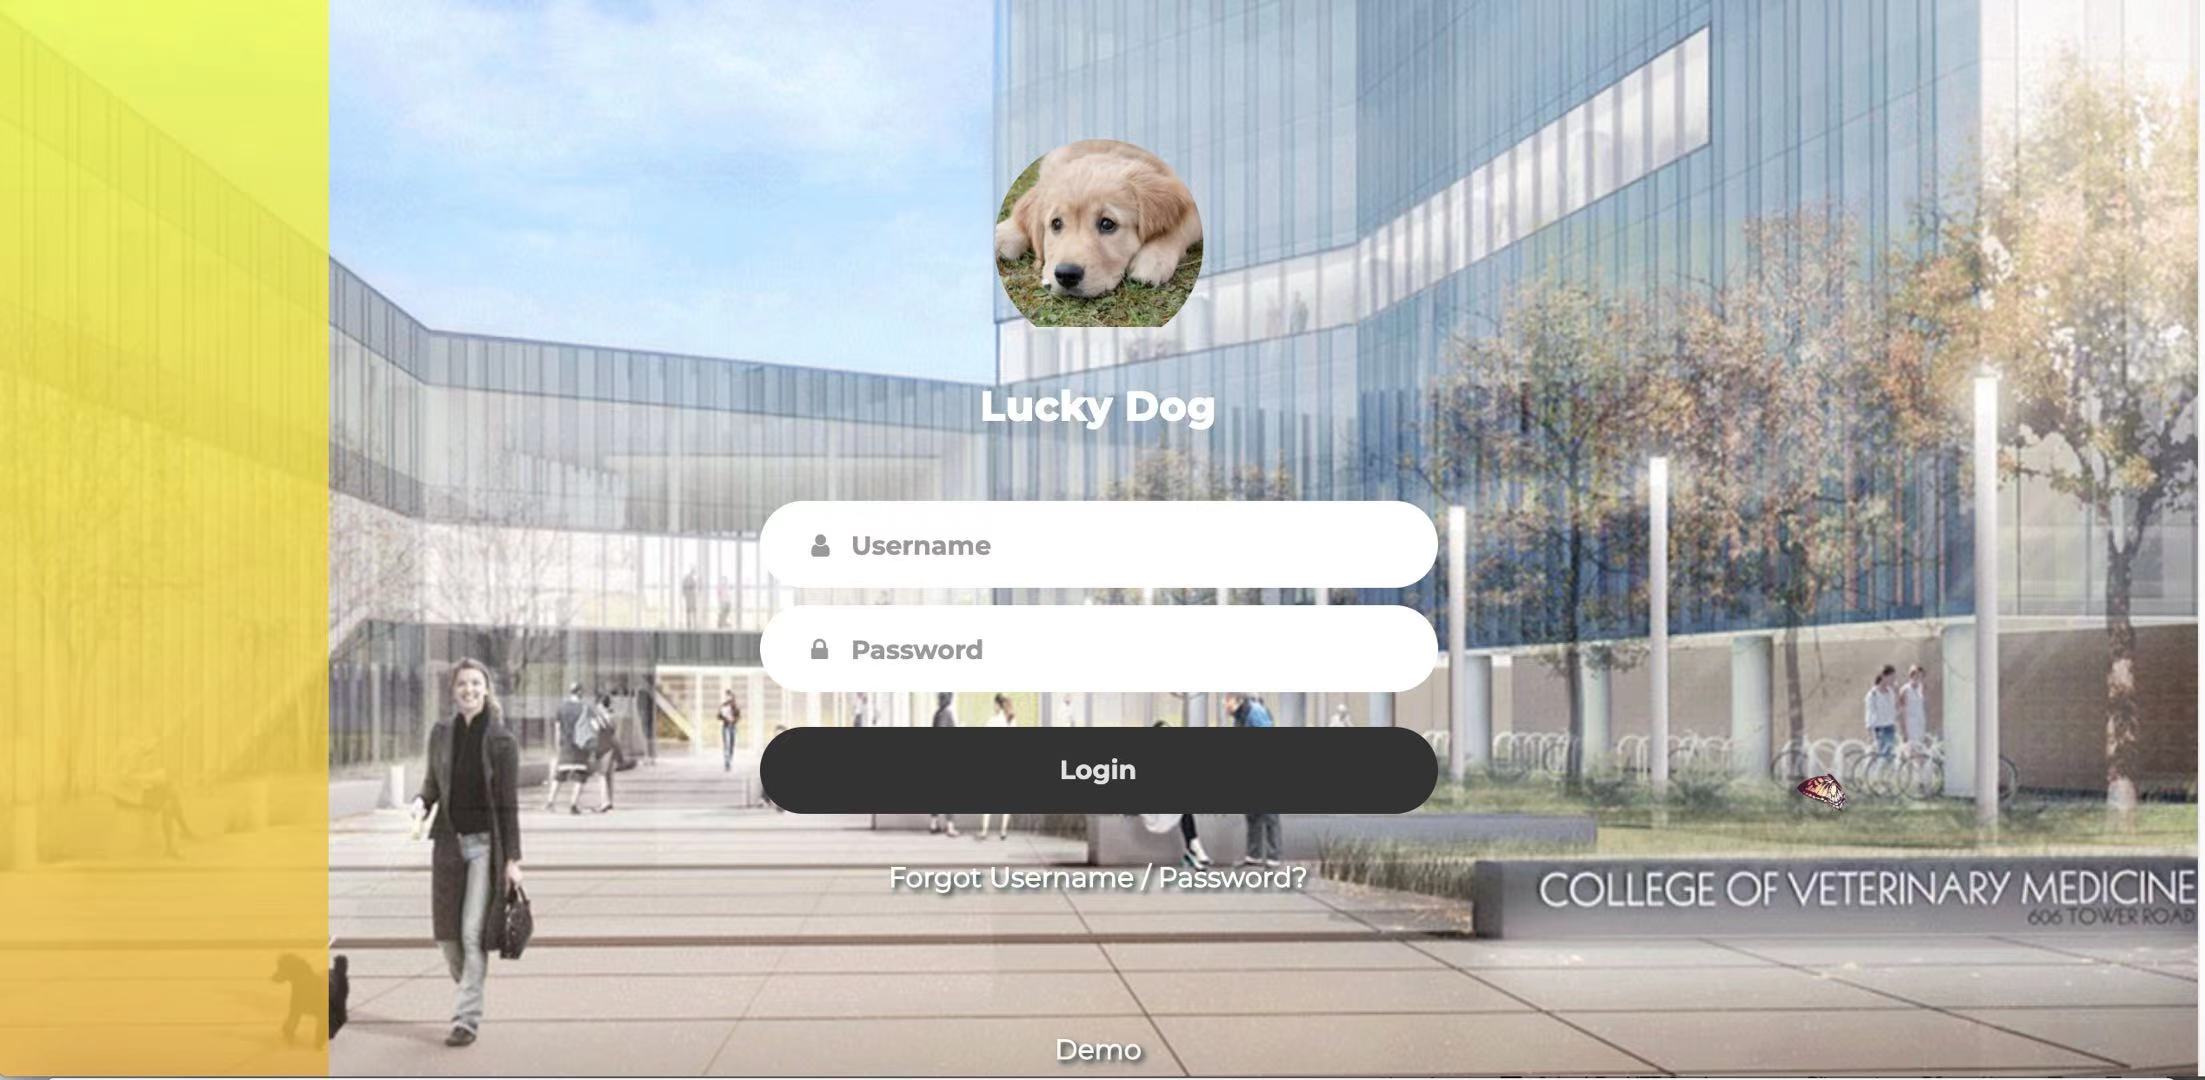 Lucky Dog
Username
Password
Login
Forgot Username / Password?
COLLEGE OF VETERINARY MEDICINE
606 TOWER ROAD
Demo